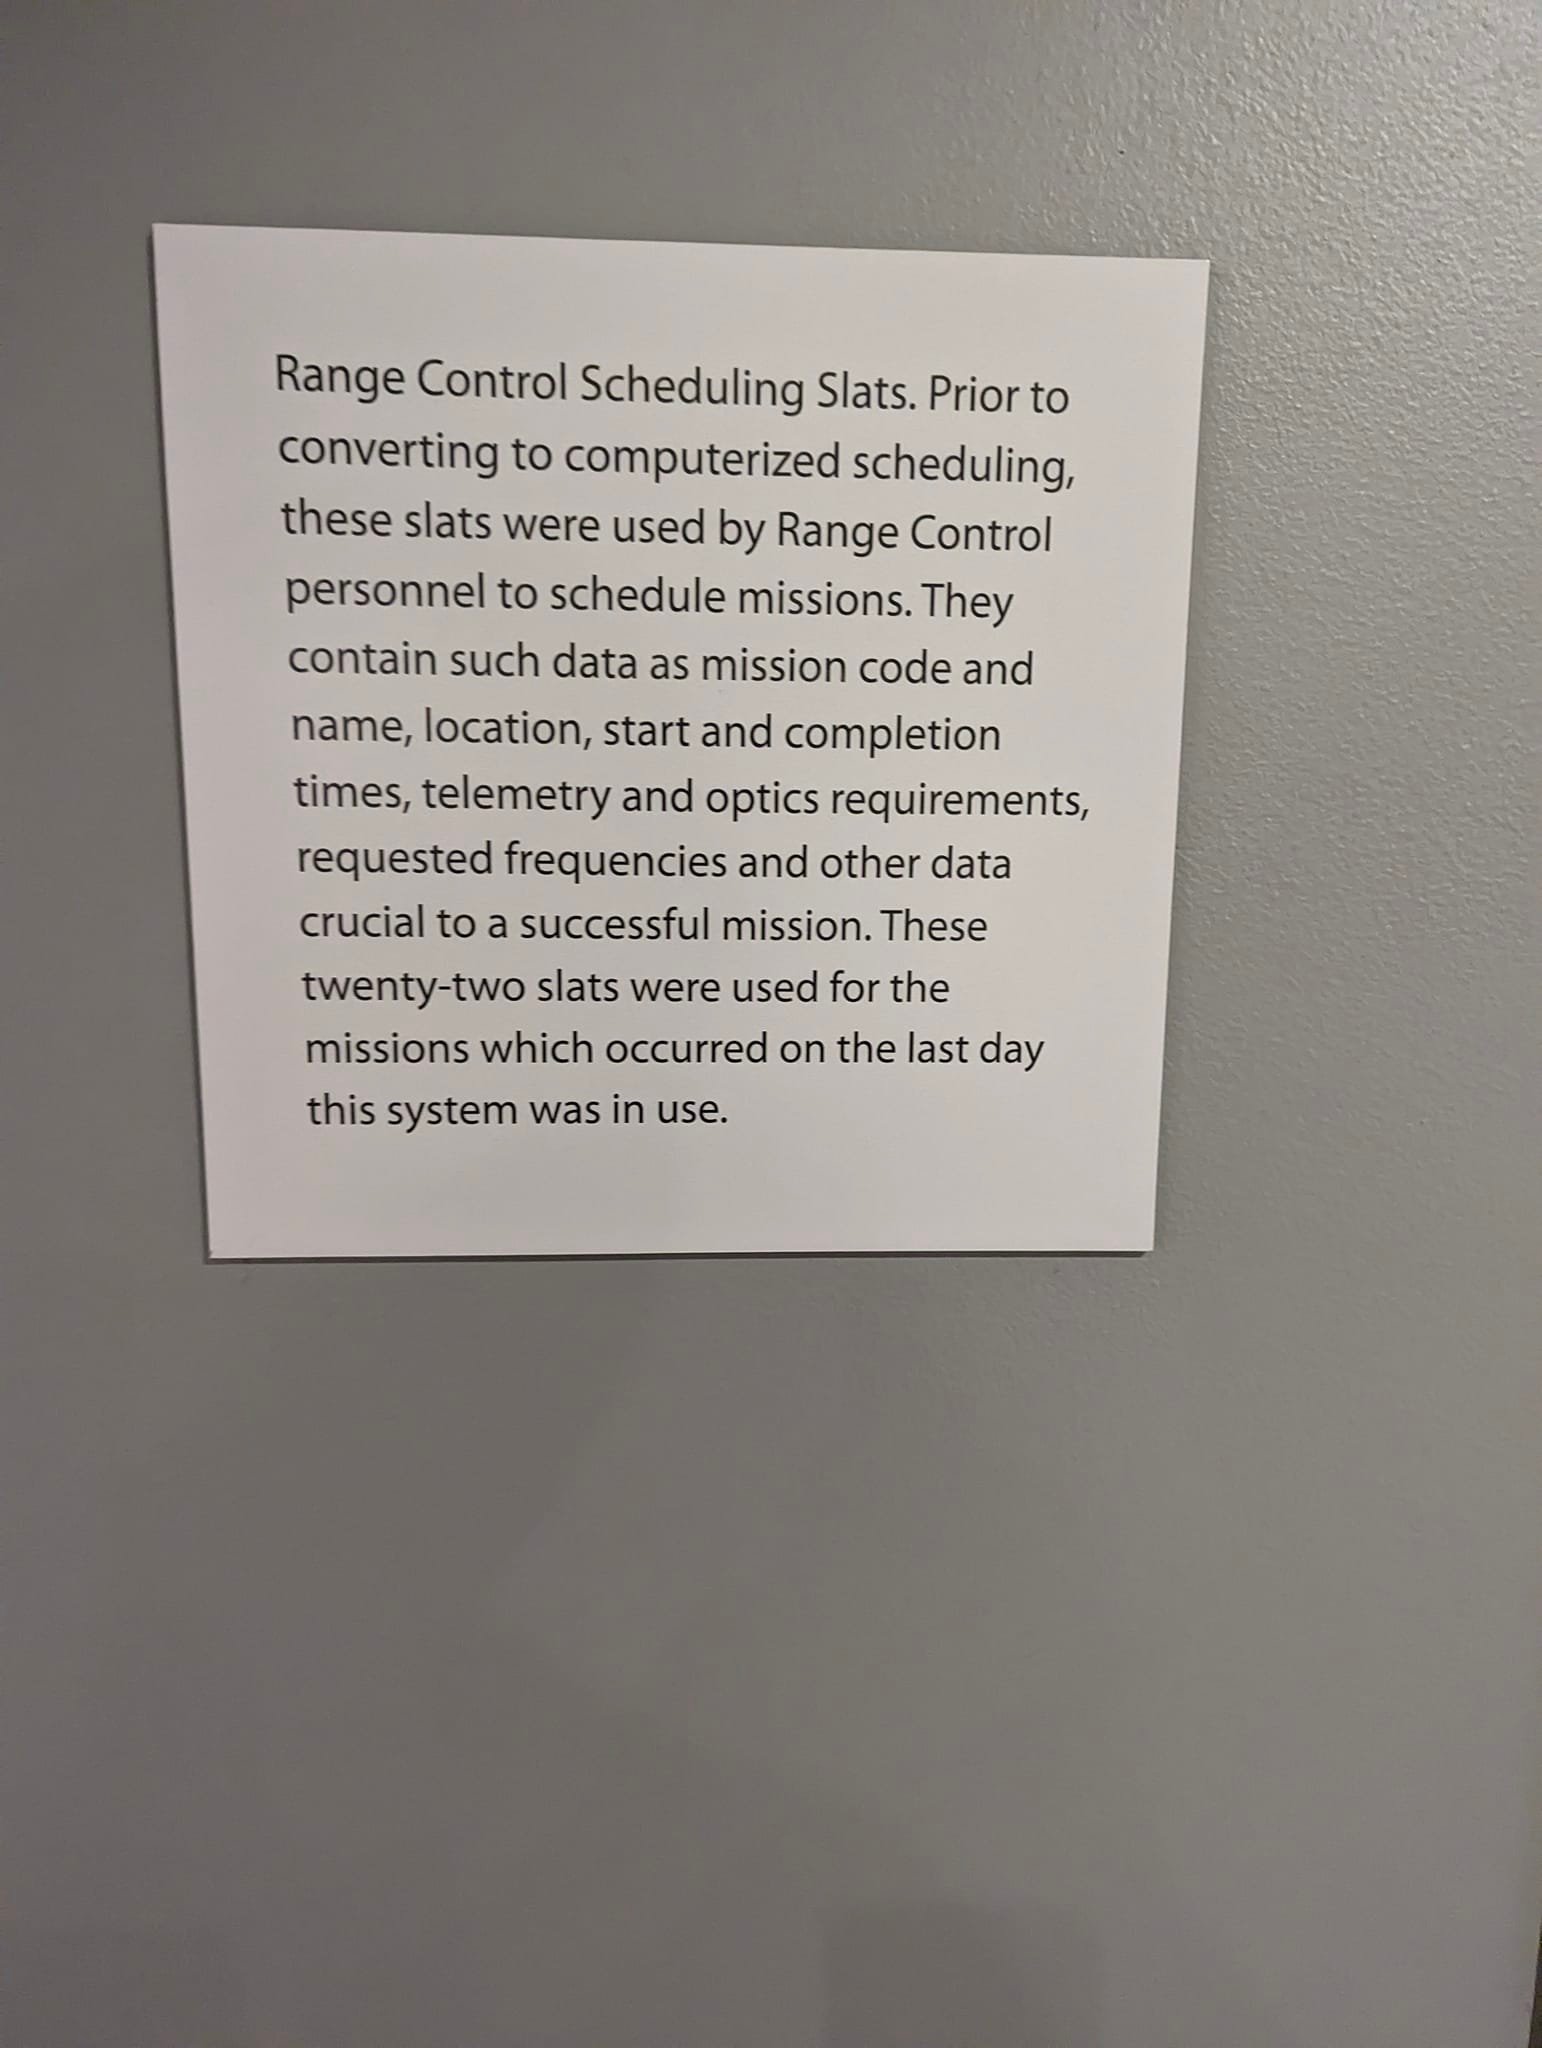 Range Control Scheduling Slats. Prior to
converting to computerized scheduling,
these slats were used by Range Control
personnel to schedule missions. They
contain such data as mission code and
name, location, start and completion
times, telemetry and optics requirements,
requested frequencies and other data
crucial to a successful mission. These
twenty-two slats were used for the
missions which occurred on the last day
this system was in use.